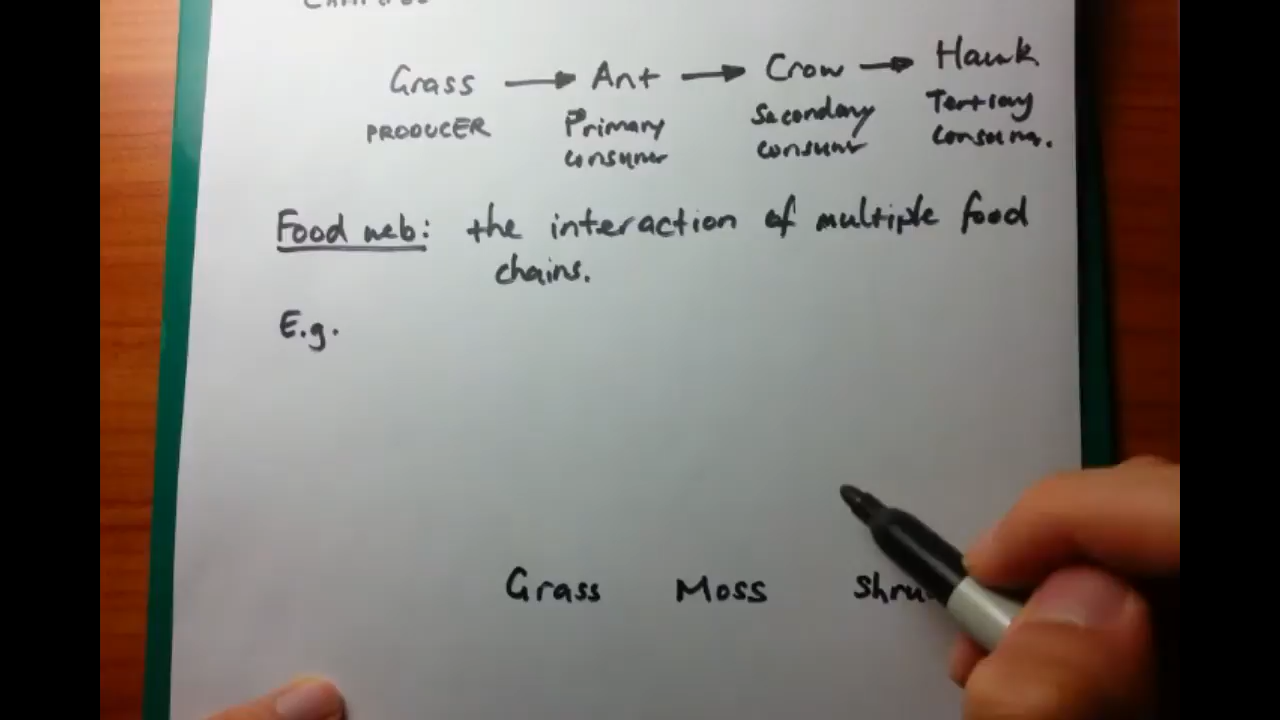 Grass → Ant → Crow → Hawk
PRODUCER Primary consumer Secondary consumer Tertiary consum.
Food web: the interaction of multiple food
chains.
E.g.
Grass Moss